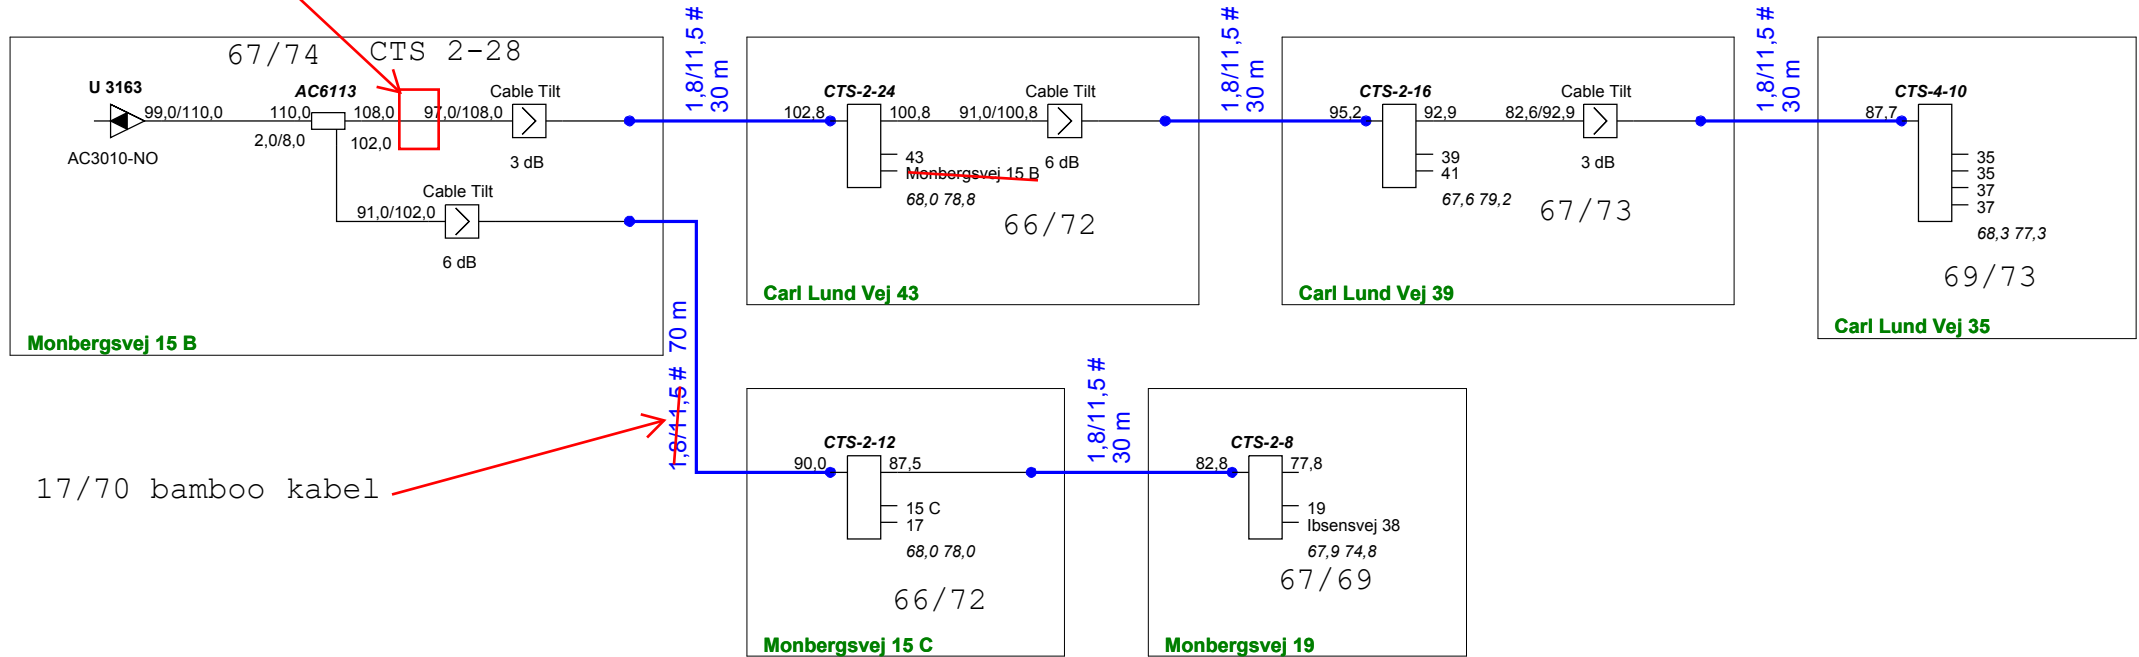 67/74 CTS 2-28
U 3163
99,0/110,0
AC3010-NO
AC6113
110,0
108,0
2,0/8,0
102,0
97,0/108,0
Cable Tilt
3 dB
Cable Tilt
91,0/102,0
6 dB
Monbergsvej 15 B
1,8/11,5 #
30 m
CTS-2-24
102,8
100,8
91,0/100,8
Cable Tilt
6 dB
43
Monbergsvej 15 B
68,0 78,8
66/72
Carl Lund Vej 43
1,8/11,5 #
30 m
CTS-2-16
95,2
92,9
82,6/92,9
Cable Tilt
3 dB
39
41
67,6 79,2
67/73
Carl Lund Vej 39
1,8/11,5 #
30 m
CTS-4-10
87,7
35
35
37
37
68,3 77,3
69/73
Carl Lund Vej 35
1,8/11,5 # 70 m
17/70 bamboo kabel
CTS-2-12
90,0
87,5
15 C
17
68,0 78,0
66/72
Monbergsvej 15 C
1,8/11,5 #
30 m
CTS-2-8
82,8
77,8
19
Ibsensvej 38
67,9 74,8
67/69
Monbergsvej 19